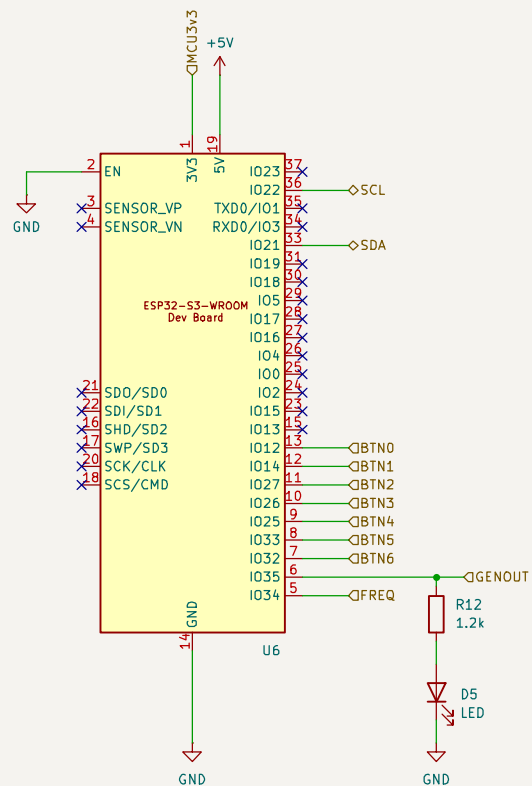 MCU3v3
+5V
1
19
3V3
5V
2
EN
GND
3
SENSOR_VP
4
SENSOR_VN
37
IO23
36
IO22
SCL
35
TXD0/IO1
34
RXD0/IO3
33
IO21
SDA
31
IO19
30
IO18
29
IO5
28
IO17
27
IO16
26
IO4
25
IO0
24
IO2
23
IO15
15
IO13
ESP32-S3-WROOM
Dev Board
21
SDO/SD0
22
SDI/SD1
16
SHD/SD2
17
SWP/SD3
20
SCK/CLK
18
SCS/CMD
13
IO12
BTN0
12
IO14
BTN1
11
IO27
BTN2
10
IO26
BTN3
9
IO25
BTN4
8
IO33
BTN5
7
IO32
BTN6
6
IO35
GENOUT
5
IO34
FREQ
GND
14
U6
R12
1.2k
D5
LED
GND
GND